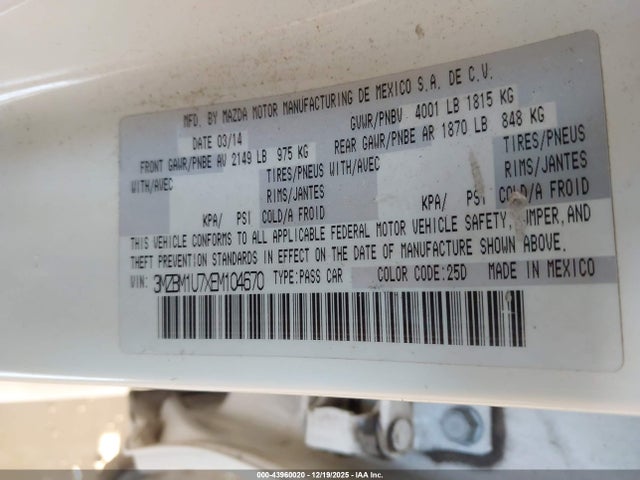 MFD. BY MAZDA MOTOR MANUFACTURING DE MEXICO S.A. DE C.V.
DATE 03/14 GVWR/PNBV 4001 LB 1815 KG
FRONT GAWR/PNBE AV 2149 LB 975 KG REAR GAWR/PNBE AR 1870 LB 848 KG
WITH/AVEC TIRES/PNEUS WITH/AVEC TIRES/PNEUS
RIMS/JANTES RIMS/JANTES
KPA/ PSI COLD/A FROID KPA/ PSI COLD/A FROID
THIS VEHICLE CONFORMS TO ALL APPLICABLE FEDERAL MOTOR VEHICLE SAFETY, BUMPER, AND
THEFT PREVENTION STANDARDS IN EFFECT ON THE DATE OF MANUFACTURE SHOWN ABOVE.
VIN: 3MZBM1U7XEM104670 TYPE:PASS CAR COLOR CODE:25D MADE IN MEXICO
000-43960020 - 12/19/2025 - IAA Inc.